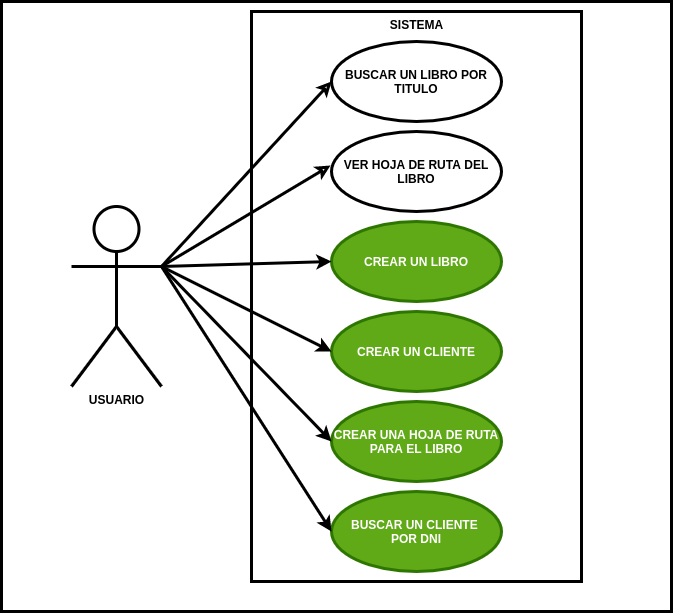 SISTEMA
BUSCAR UN LIBRO POR
TITULO
VER HOJA DE RUTA DEL
LIBRO
CREAR UN LIBRO
CREAR UN CLIENTE
CREAR UNA HOJA DE RUTA
PARA EL LIBRO
BUSCAR UN CLIENTE
POR DNI
USUARIO